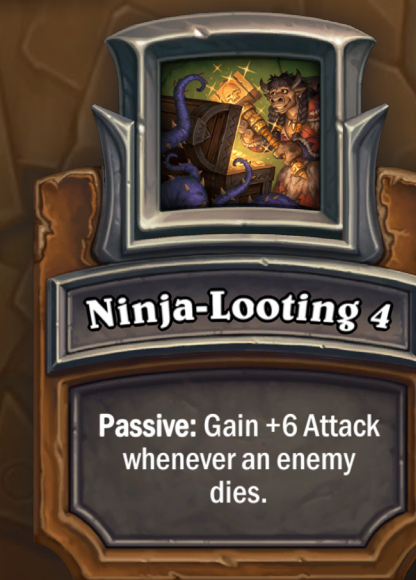 Ninja-Looting 4
Passive: Gain +6 Attack
whenever an enemy
dies.